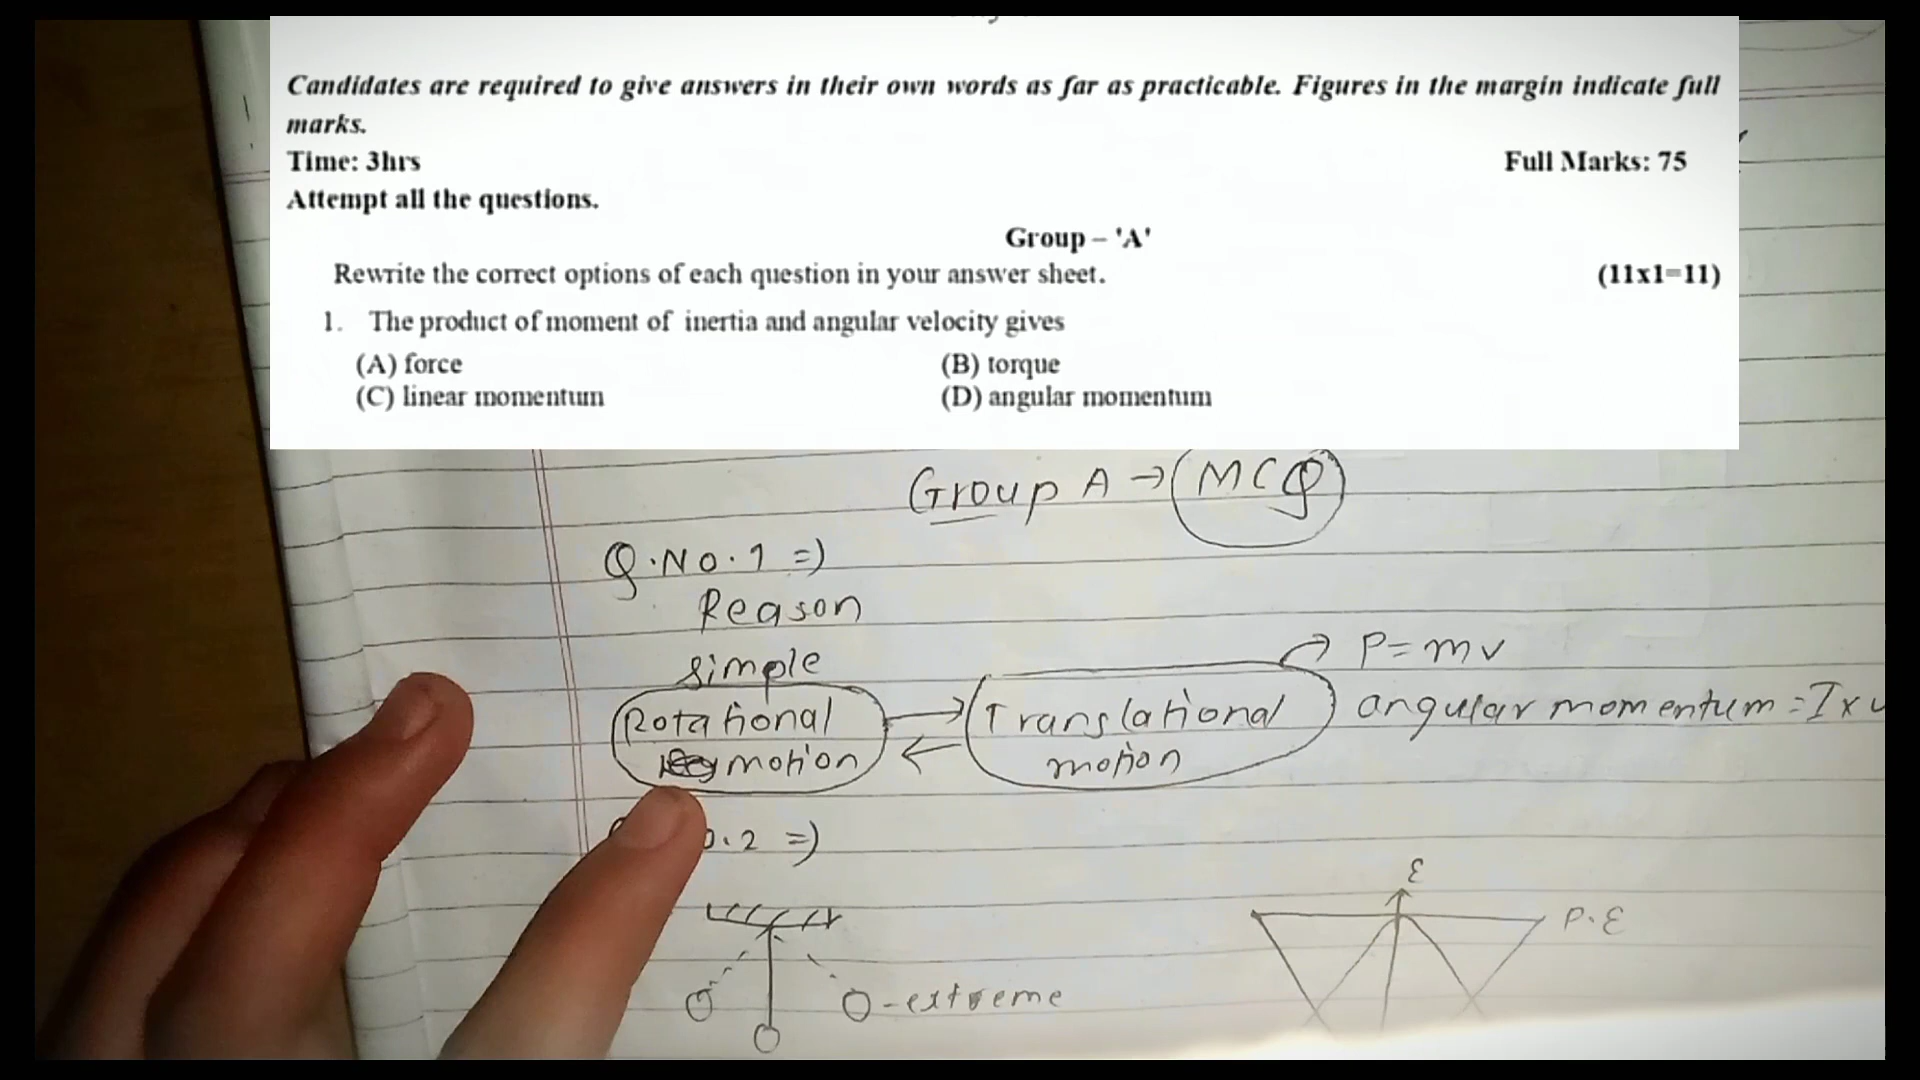 Candidates are required to give answers in their own words as far as practicable. Figures in the margin indicate full
marks.
Time: 3hrs Full Marks: 75
Attempt all the questions.
Group – 'A'
Rewrite the correct options of each question in your answer sheet. (11x1=11)
1. The product of moment of inertia and angular velocity gives
(A) force (B) torque
(C) linear momentum (D) angular momentum
Group A → MCQ
Q.No.1 =)
Reason
simple
Rotational → Translational → P = mv
motion ← motion angular momentum = I x
.2 =)
ε
P.ε
O - extreme